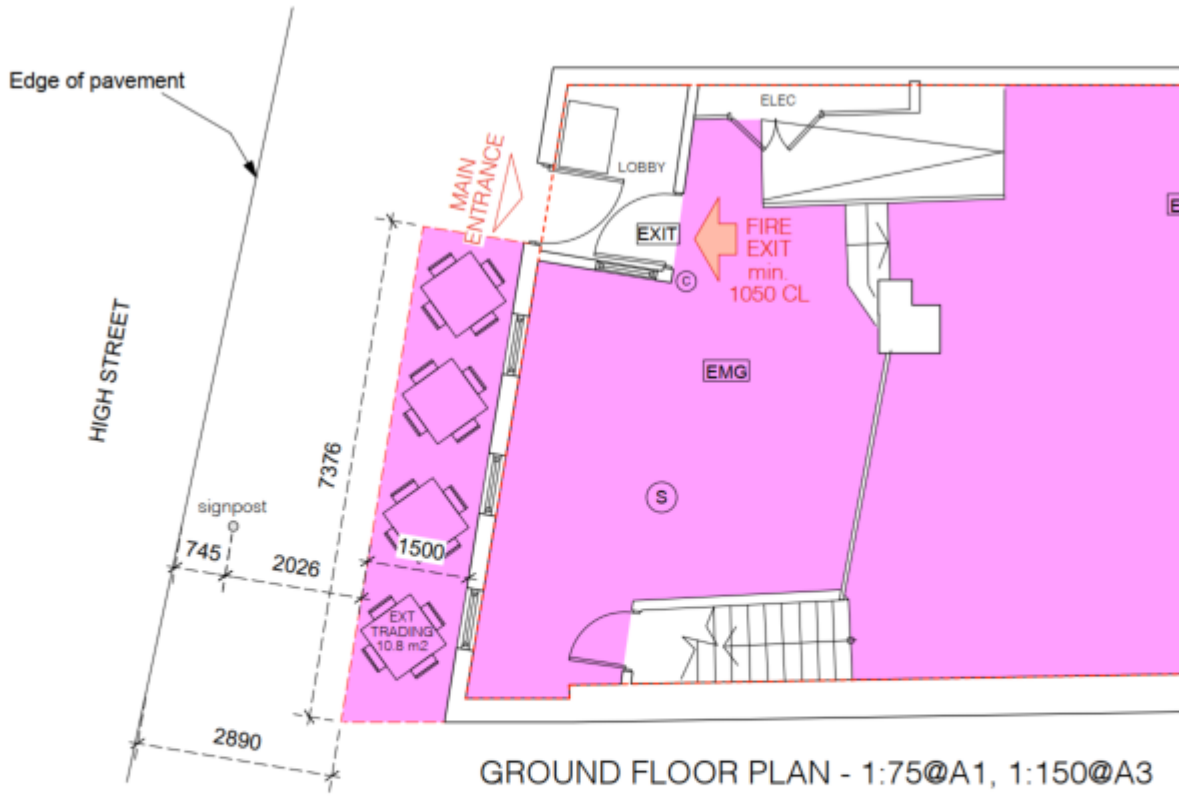 Edge of pavement
ELEC
LOBBY
MAIN
ENTRANCE
EXIT
FIRE
EXIT
min.
1050 CL
C
E
HIGH STREET
EMG
7376
S
signpost
745
2026
1500
EXT
TRADING
10.8 m2
2890
GROUND FLOOR PLAN - 1:75@A1, 1:150@A3